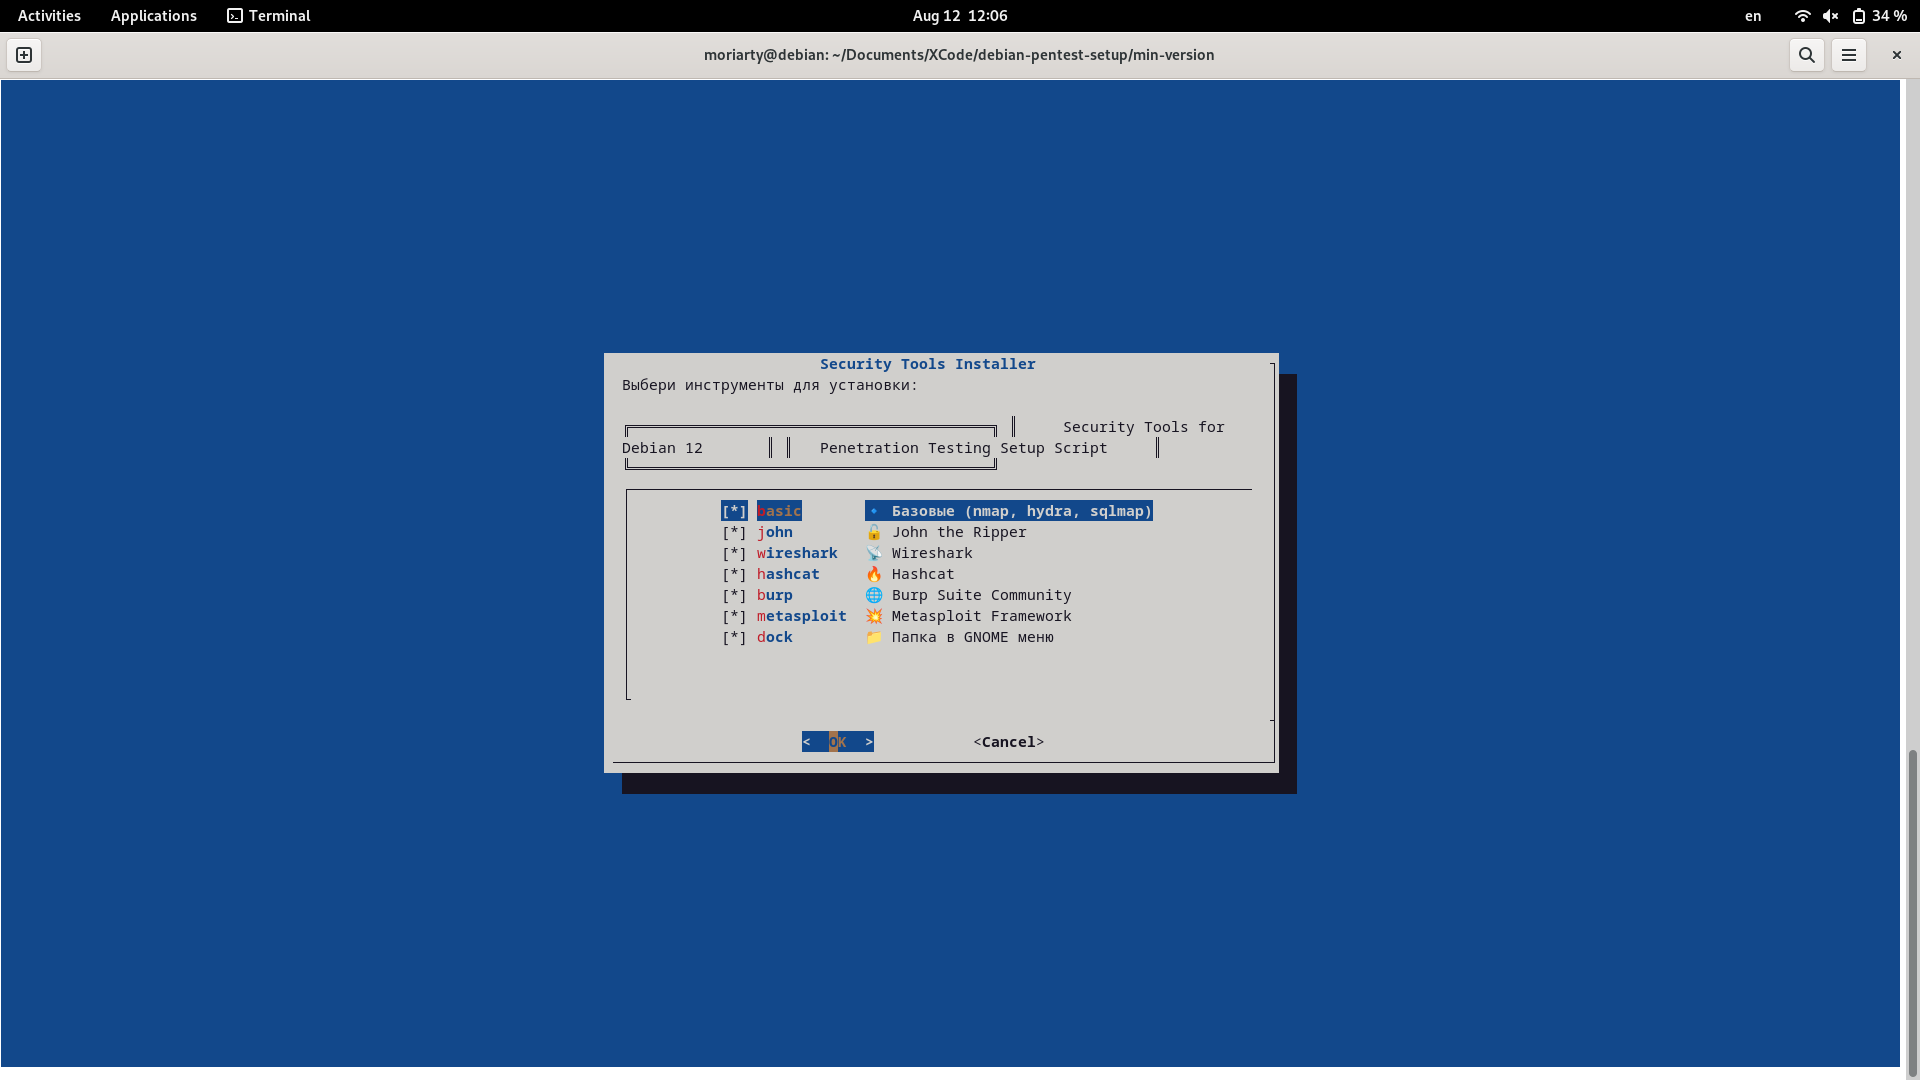 Activities Applications Terminal Aug 12 12:06 en 34 %
moriarty@debian: ~/Documents/XCode/debian-pentest-setup/min-version
Security Tools Installer
Выбери инструменты для установки:
Security Tools for
Debian 12 Penetration Testing Setup Script
[*] basic Базовые (nmap, hydra, sqlmap)
[*] john John the Ripper
[*] wireshark Wireshark
[*] hashcat Hashcat
[*] burp Burp Suite Community
[*] metasploit Metasploit Framework
[*] dock Папка в GNOME меню
< OK > <Cancel>